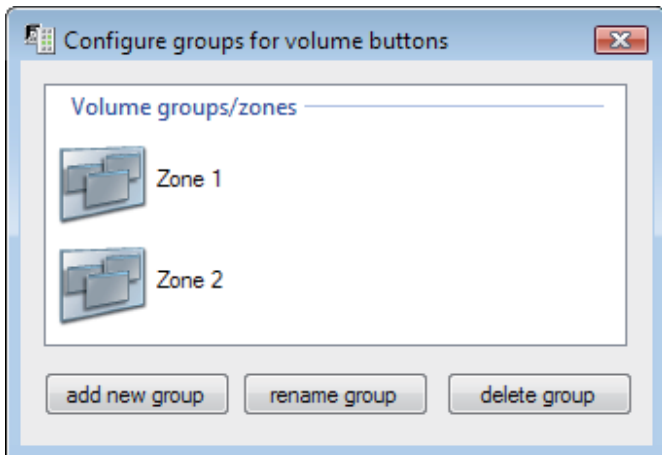 Configure groups for volume buttons
Volume groups/zones
Zone 1
Zone 2
add new group rename group delete group